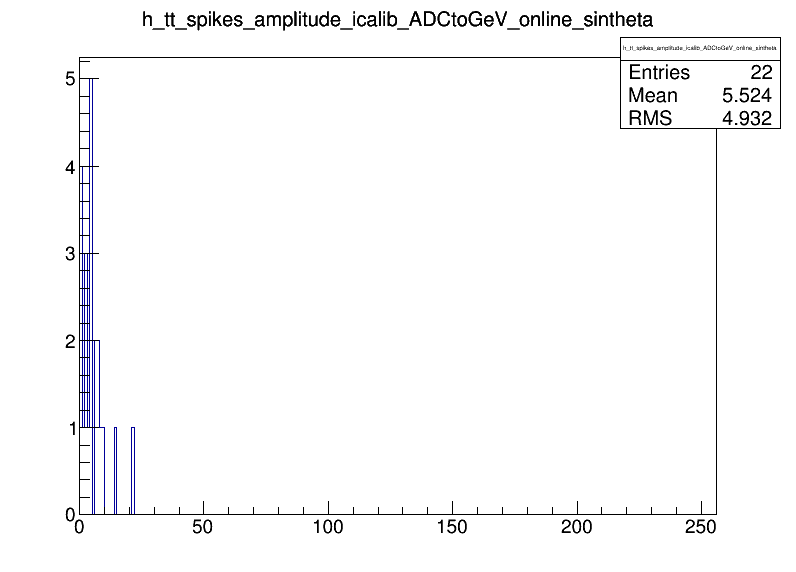 h_tt_spikes_amplitude_icalib_ADCtoGeV_online_sintheta
h_tt_spikes_amplitude_icalib_ADCtoGeV_online_sintheta
Entries 22
Mean 5.524
RMS 4.932
5
4
3
2
1
0
0 50 100 150 200 250